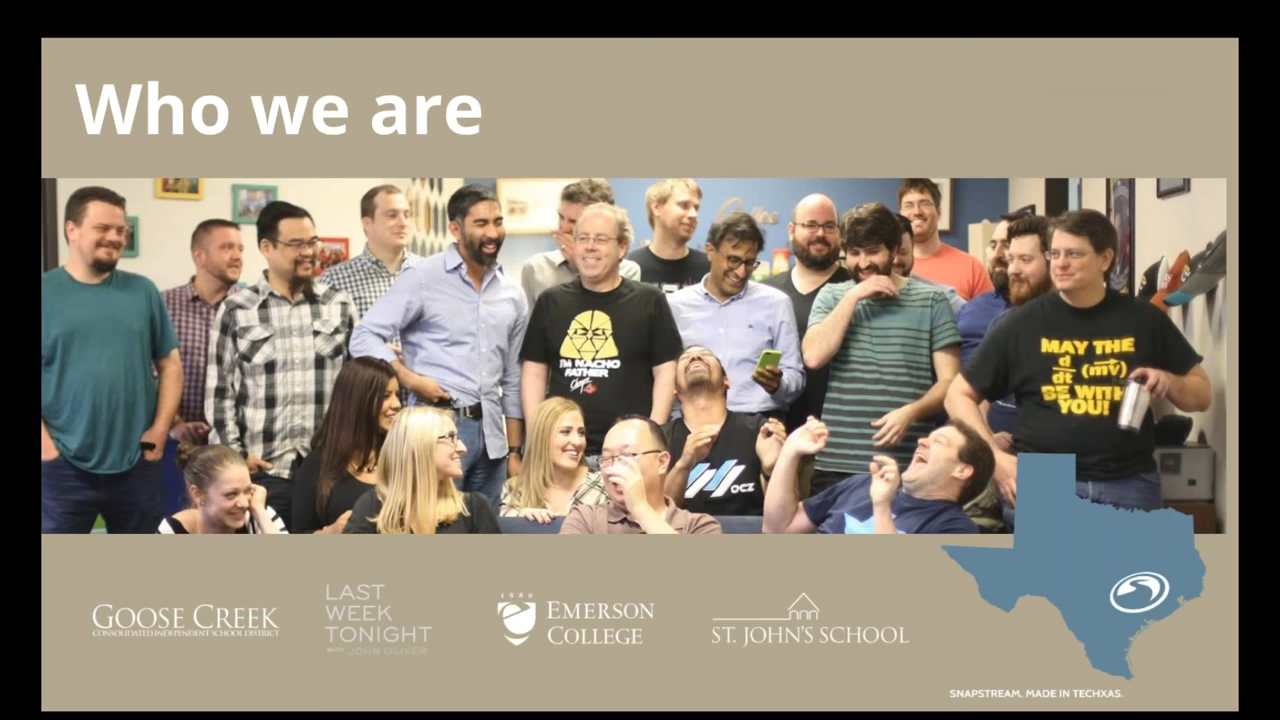 Who we are
I'M NACHO
FATHER
MAY THE
d
dt (mv)
BE WITH
YOU!
OCZ
GOOSE CREEK
CONSOLIDATED INDEPENDENT SCHOOL DISTRICT
LAST
WEEK
TONIGHT
WITH JOHN OLIVER
1880
EMERSON
COLLEGE
ST. JOHN'S SCHOOL
SNAPSTREAM. MADE IN TECHXAS.